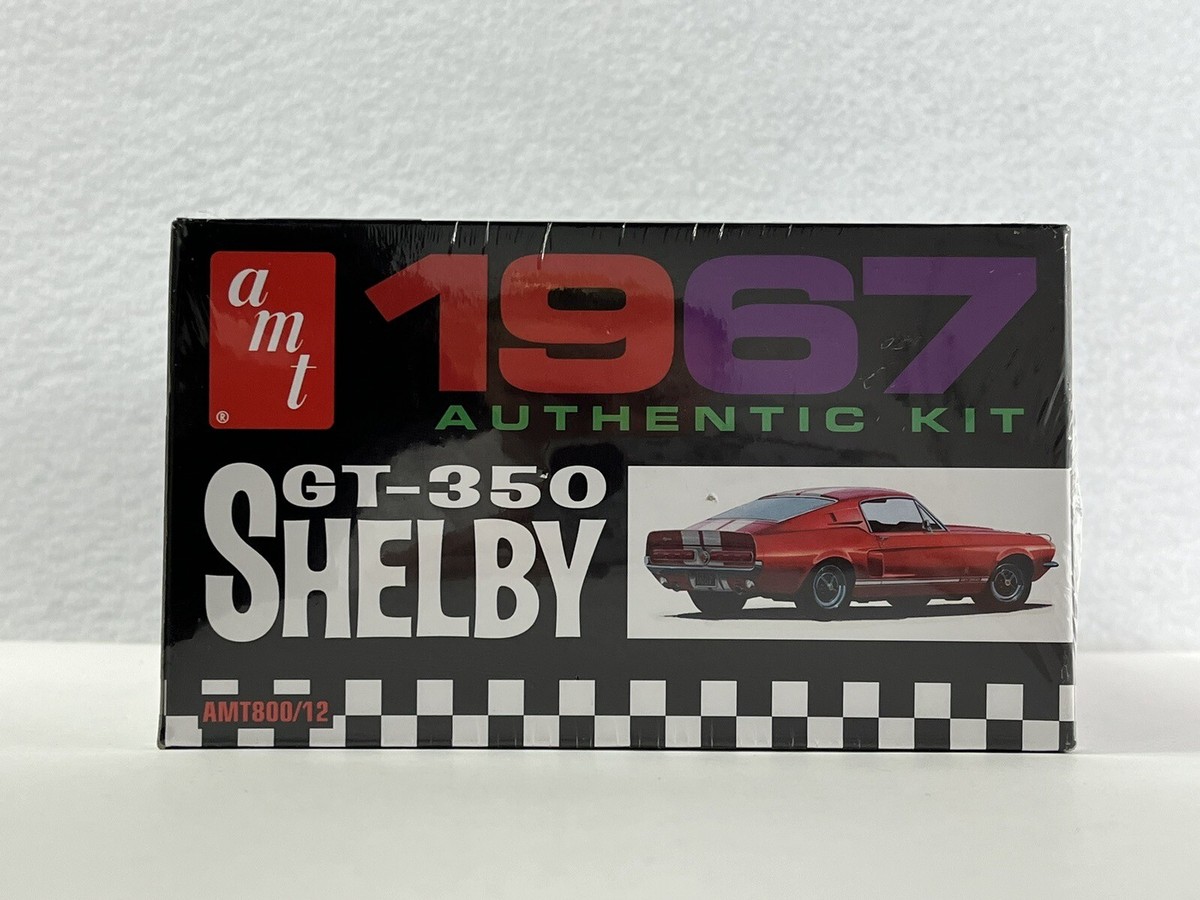 amt
®
1967
AUTHENTIC KIT
GT-350
SHELBY
AMT800/12